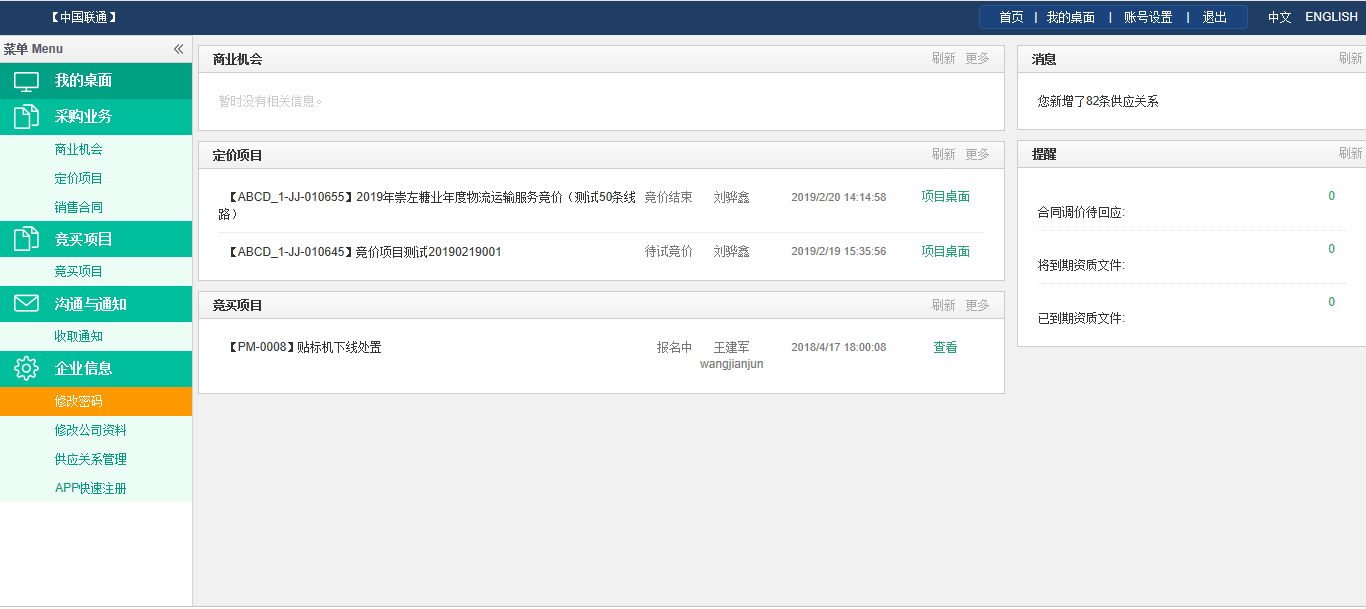 【中国联通】
首页 | 我的桌面 | 账号设置 | 退出 中文 ENGLISH
菜单 Menu
我的桌面
采购业务
商业机会
定价项目
销售合同
竞买项目
竞买项目
沟通与通知
收取通知
企业信息
修改密码
修改公司资料
供应关系管理
APP快速注册
商业机会 刷新 更多
暂时没有相关信息。
定价项目 刷新 更多
【ABCD_1-JJ-010655】2019年崇左糖业年度物流运输服务竞价（测试50条线 竞价结束 刘骅鑫 2019/2/20 14:14:58 项目桌面
路）
【ABCD_1-JJ-010645】竞价项目测试20190219001 待试竞价 刘骅鑫 2019/2/19 15:35:56 项目桌面
竞买项目 刷新 更多
【PM-0008】贴标机下线处置 报名中 王建军 2018/4/17 18:00:08 查看
wangjianjun
消息 刷新
您新增了82条供应关系
提醒 刷新
0
合同调价待回应:
0
将到期资质文件:
0
已到期资质文件: